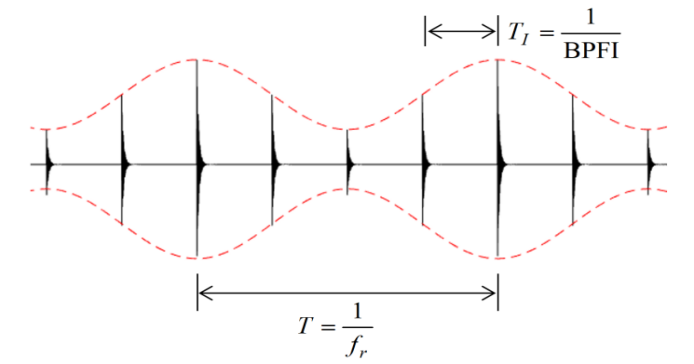 T_I = 1/BPFI
T = 1/f_r